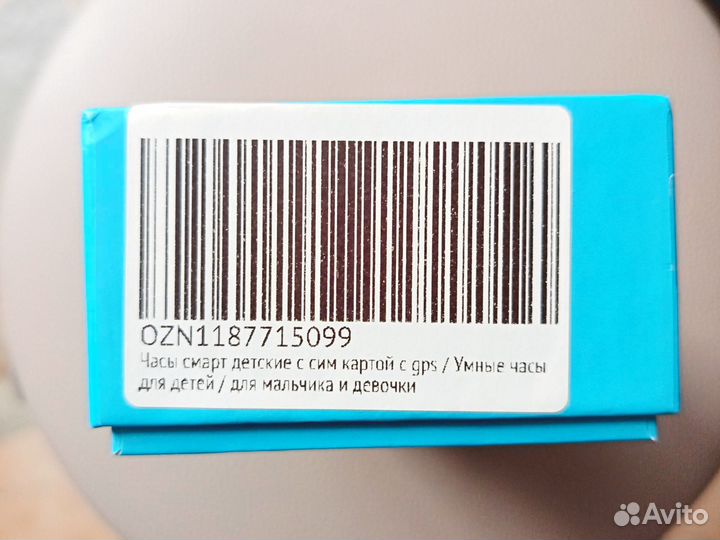 OZN1187715099
Часы смарт детские с сим картой с gps / Умные часы
для детей / для мальчика и девочки
Avito